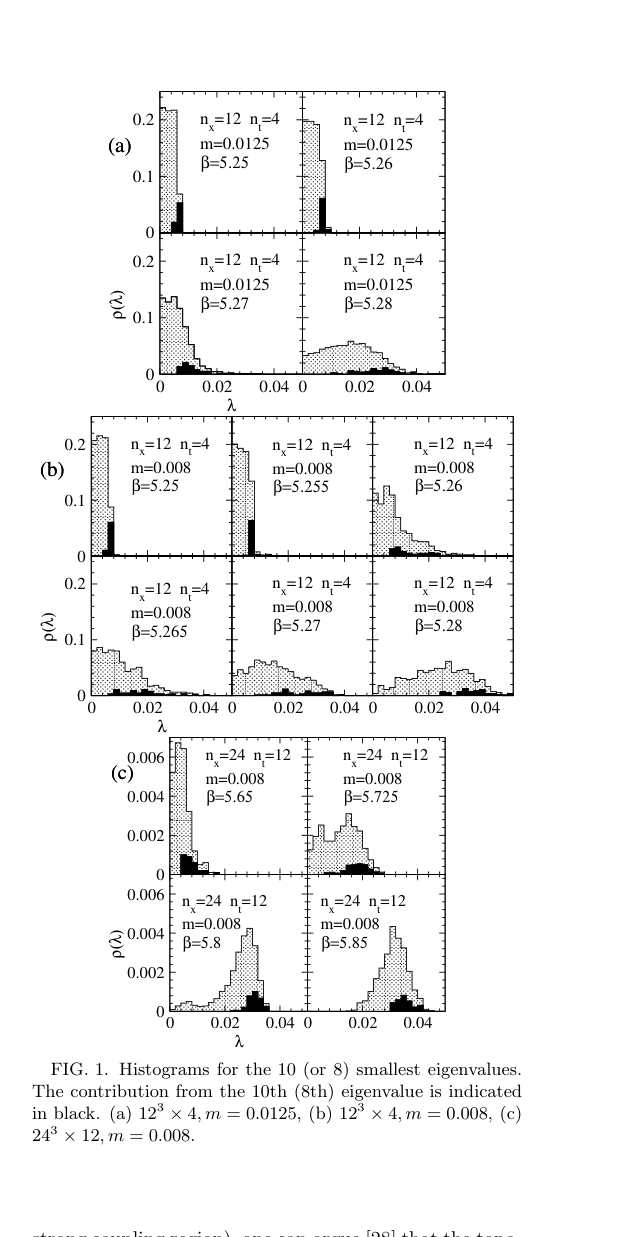 (a)
0.2
0.1
0
n_x=12 n_t=4
m=0.0125
β=5.25
n_x=12 n_t=4
m=0.0125
β=5.26
ρ(λ)
0.2
0.1
0
n_x=12 n_t=4
m=0.0125
β=5.27
n_x=12 n_t=4
m=0.0125
β=5.28
0 0.02 0.04 0 0.02 0.04
λ
(b)
0.2
0.1
0
n_x=12 n_t=4
m=0.008
β=5.25
n_x=12 n_t=4
m=0.008
β=5.255
n_x=12 n_t=4
m=0.008
β=5.26
ρ(λ)
0.2
0.1
0
n_x=12 n_t=4
m=0.008
β=5.265
n_x=12 n_t=4
m=0.008
β=5.27
n_x=12 n_t=4
m=0.008
β=5.28
0 0.02 0.04 0 0.02 0.04 0 0.02 0.04
λ
(c)
0.006
0.004
0.002
0
n_x=24 n_t=12
m=0.008
β=5.65
n_x=24 n_t=12
m=0.008
β=5.725
ρ(λ)
0.006
0.004
0.002
0
n_x=24 n_t=12
m=0.008
β=5.8
n_x=24 n_t=12
m=0.008
β=5.85
0 0.02 0.04 0 0.02 0.04
λ
FIG. 1. Histograms for the 10 (or 8) smallest eigenvalues.
The contribution from the 10th (8th) eigenvalue is indicated
in black. (a) 12³ × 4, m = 0.0125, (b) 12³ × 4, m = 0.008, (c)
24³ × 12, m = 0.008.
strong coupling region), one can argue [28] that the topo-